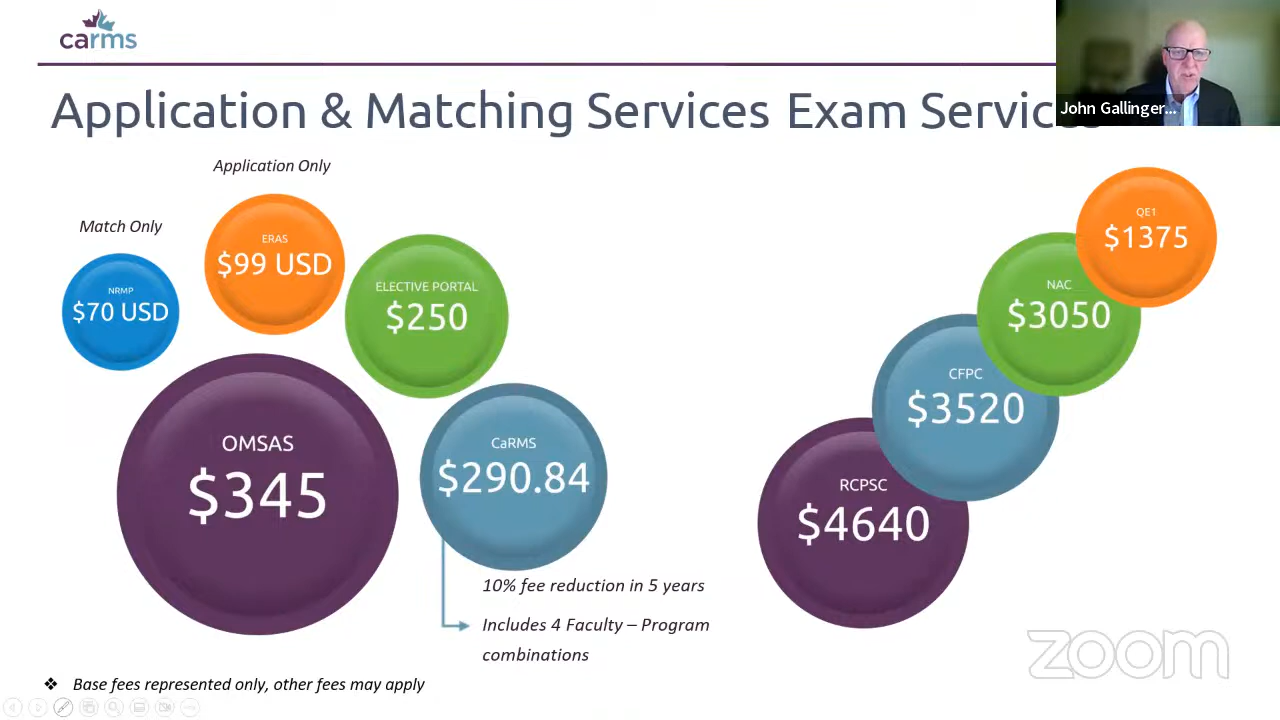 carms
Application & Matching Services
Exam Services
John Gallinger...
Application Only
Match Only
NRMP
$70 USD
ERAS
$99 USD
ELECTIVE PORTAL
$250
OMSAS
$345
CaRMS
$290.84
10% fee reduction in 5 years
Includes 4 Faculty – Program
combinations
QE1
$1375
NAC
$3050
CFPC
$3520
RCPSC
$4640
❖ Base fees represented only, other fees may apply
zoom